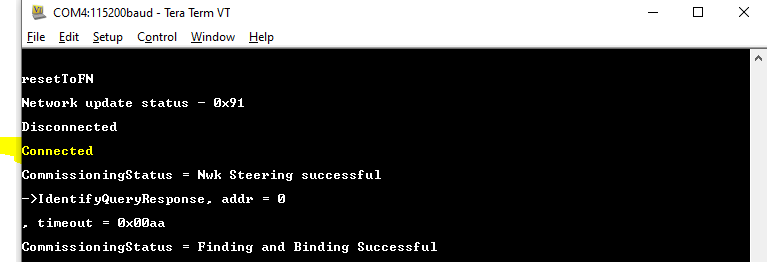 COM4:115200baud - Tera Term VT
File Edit Setup Control Window Help
resetToFN
Network update status - 0x91
Disconnected
Connected
CommissioningStatus = Nwk Steering successful
->IdentifyQueryResponse, addr = 0
, timeout = 0x00aa
CommissioningStatus = Finding and Binding Successful